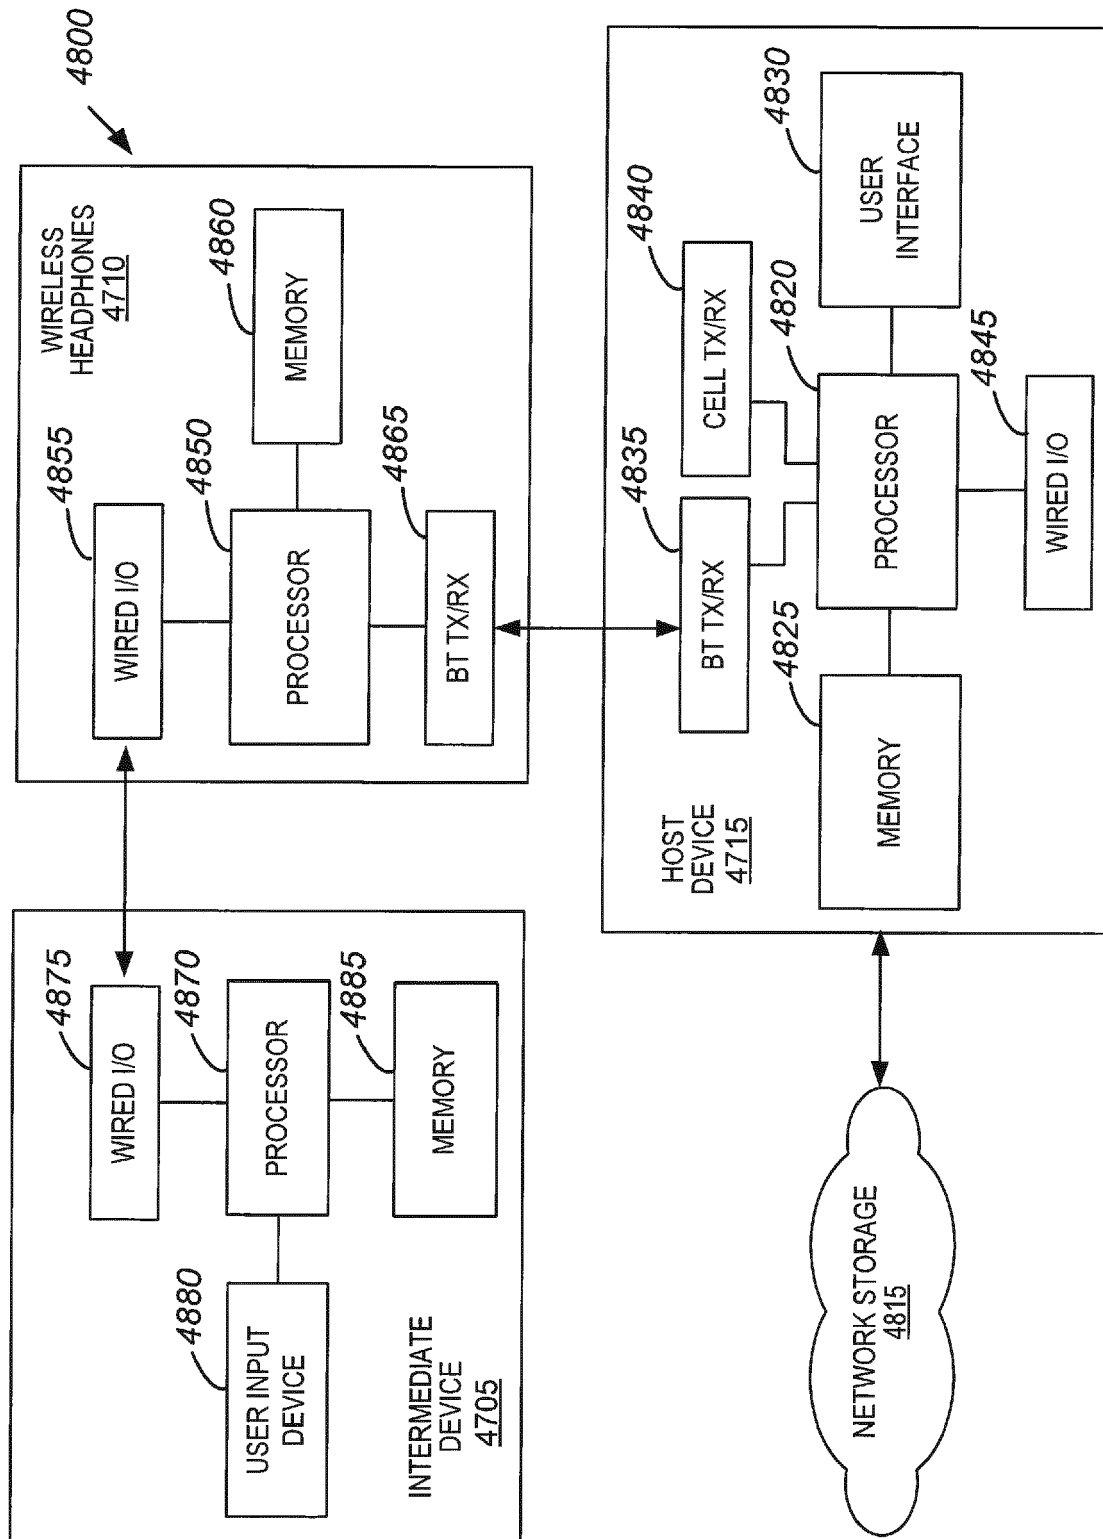 4800
INTERMEDIATE
DEVICE
4705
USER INPUT
DEVICE
4880
WIRED I/O
4875
PROCESSOR
4870
MEMORY
4885
WIRELESS
HEADPHONES
4710
WIRED I/O
4855
PROCESSOR
4850
MEMORY
4860
BT TX/RX
4865
NETWORK STORAGE
4815
HOST
DEVICE
4715
MEMORY
4825
BT TX/RX
4835
CELL TX/RX
4840
PROCESSOR
4820
USER
INTERFACE
4830
WIRED I/O
4845